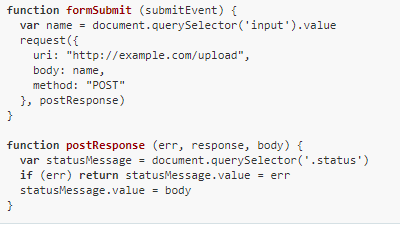 function formSubmit (submitEvent) {
  var name = document.querySelector('input').value
  request({
    uri: "http://example.com/upload",
    body: name,
    method: "POST"
  }, postResponse)
}

function postResponse (err, response, body) {
  var statusMessage = document.querySelector('.status')
  if (err) return statusMessage.value = err
  statusMessage.value = body
}